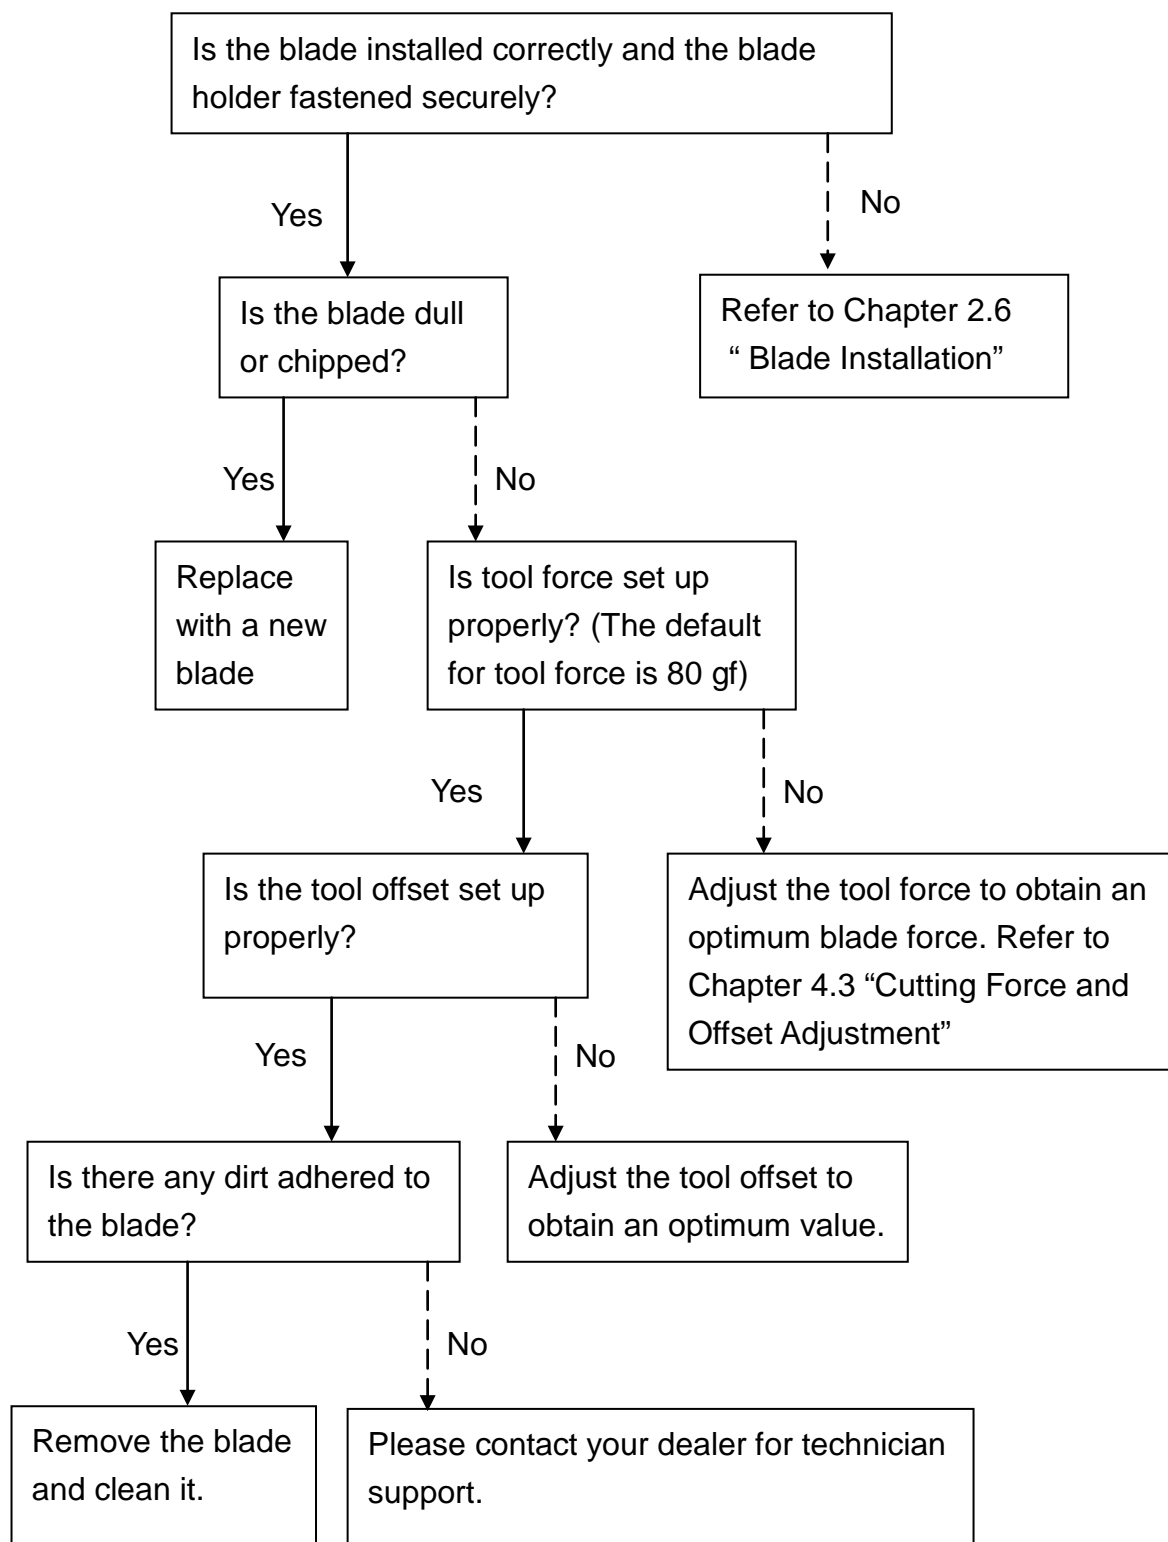 Is the blade installed correctly and the blade
holder fastened securely?
Yes
No
Is the blade dull
or chipped?
Refer to Chapter 2.6
“ Blade Installation”
Yes
No
Replace
with a new
blade
Is tool force set up
properly? (The default
for tool force is 80 gf)
Yes
No
Is the tool offset set up
properly?
Adjust the tool force to obtain an
optimum blade force. Refer to
Chapter 4.3 “Cutting Force and
Offset Adjustment”
Yes
No
Is there any dirt adhered to
the blade?
Adjust the tool offset to
obtain an optimum value.
Yes
No
Remove the blade
and clean it.
Please contact your dealer for technician
support.